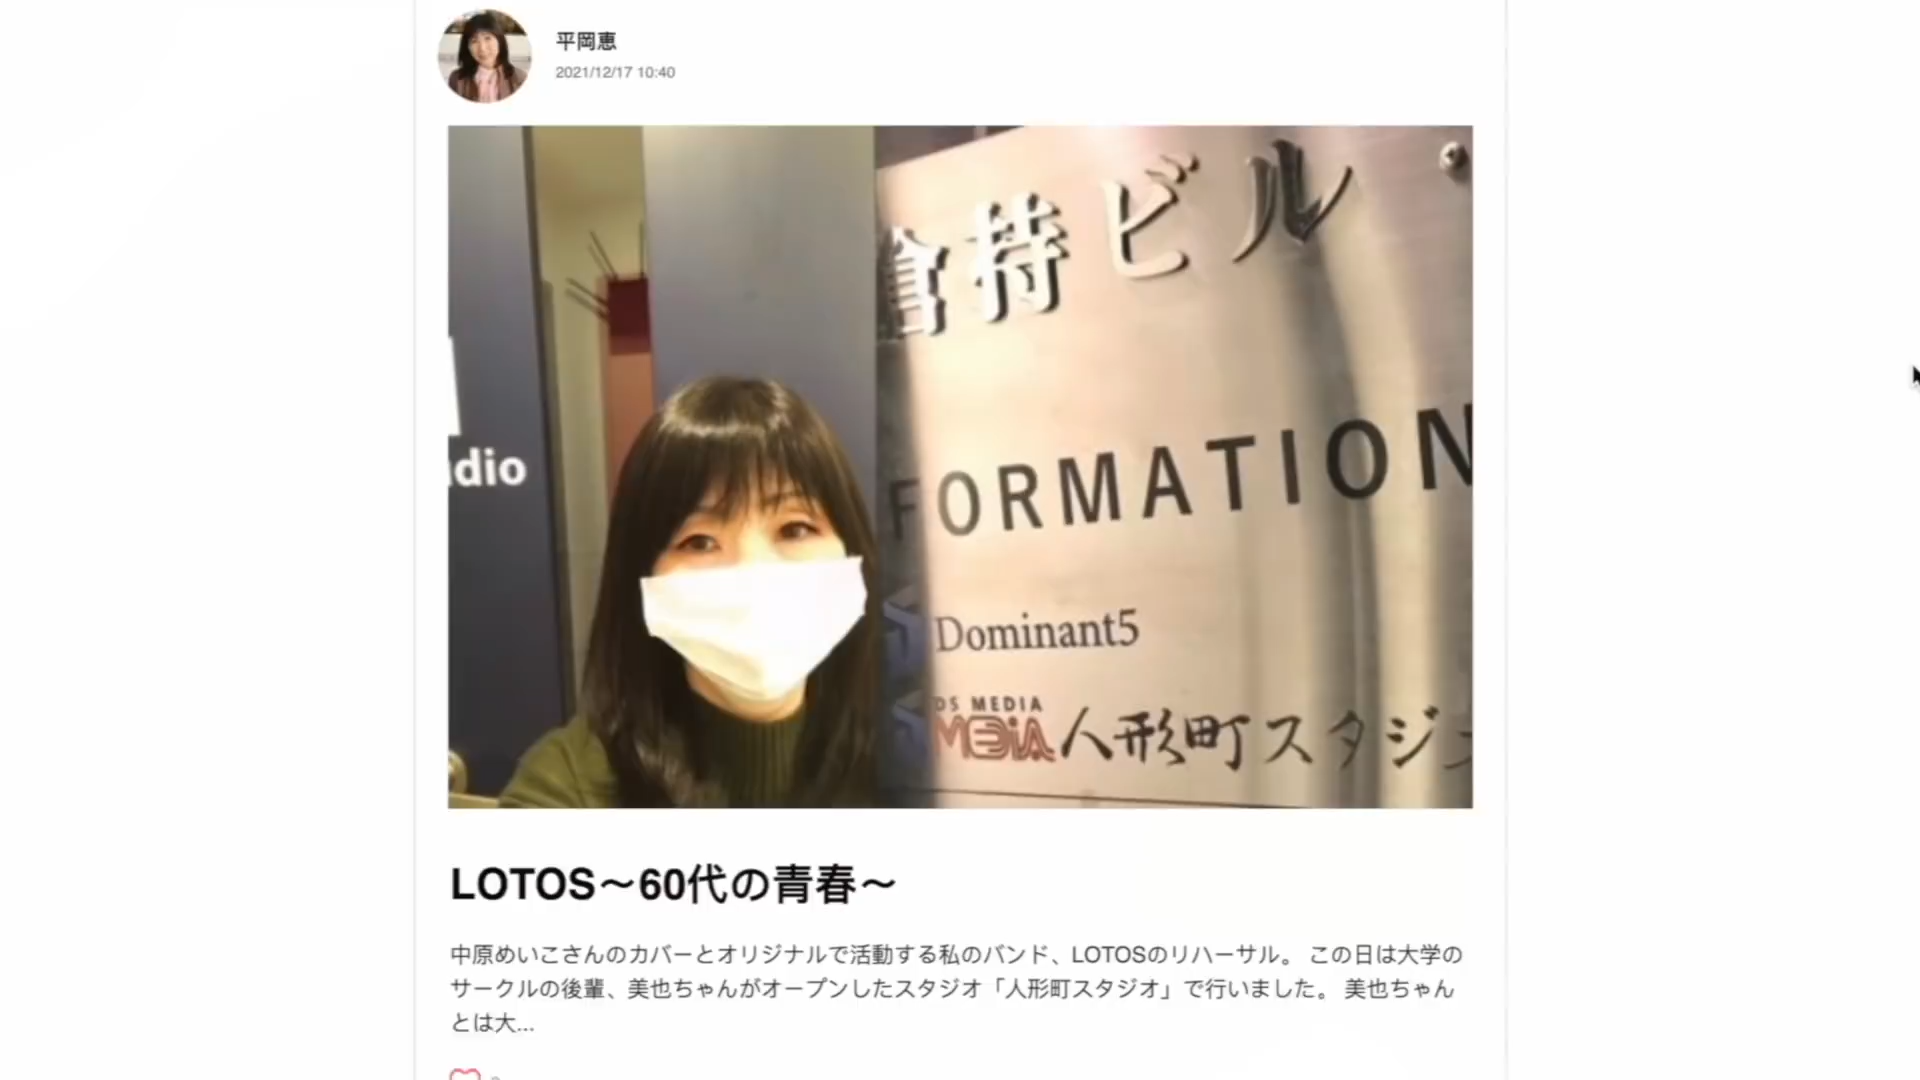 平岡恵
2021/12/17 10:40
倉持ビル
FORMATION
dio
Dominant5
DS MEDIA
MEDIA 人形町スタジ
LOTOS〜60代の青春〜
中原めいこさんのカバーとオリジナルで活動する私のバンド、LOTOSのリハーサル。 この日は大学の
サークルの後輩、美也ちゃんがオープンしたスタジオ「人形町スタジオ」で行いました。 美也ちゃん
とは大...